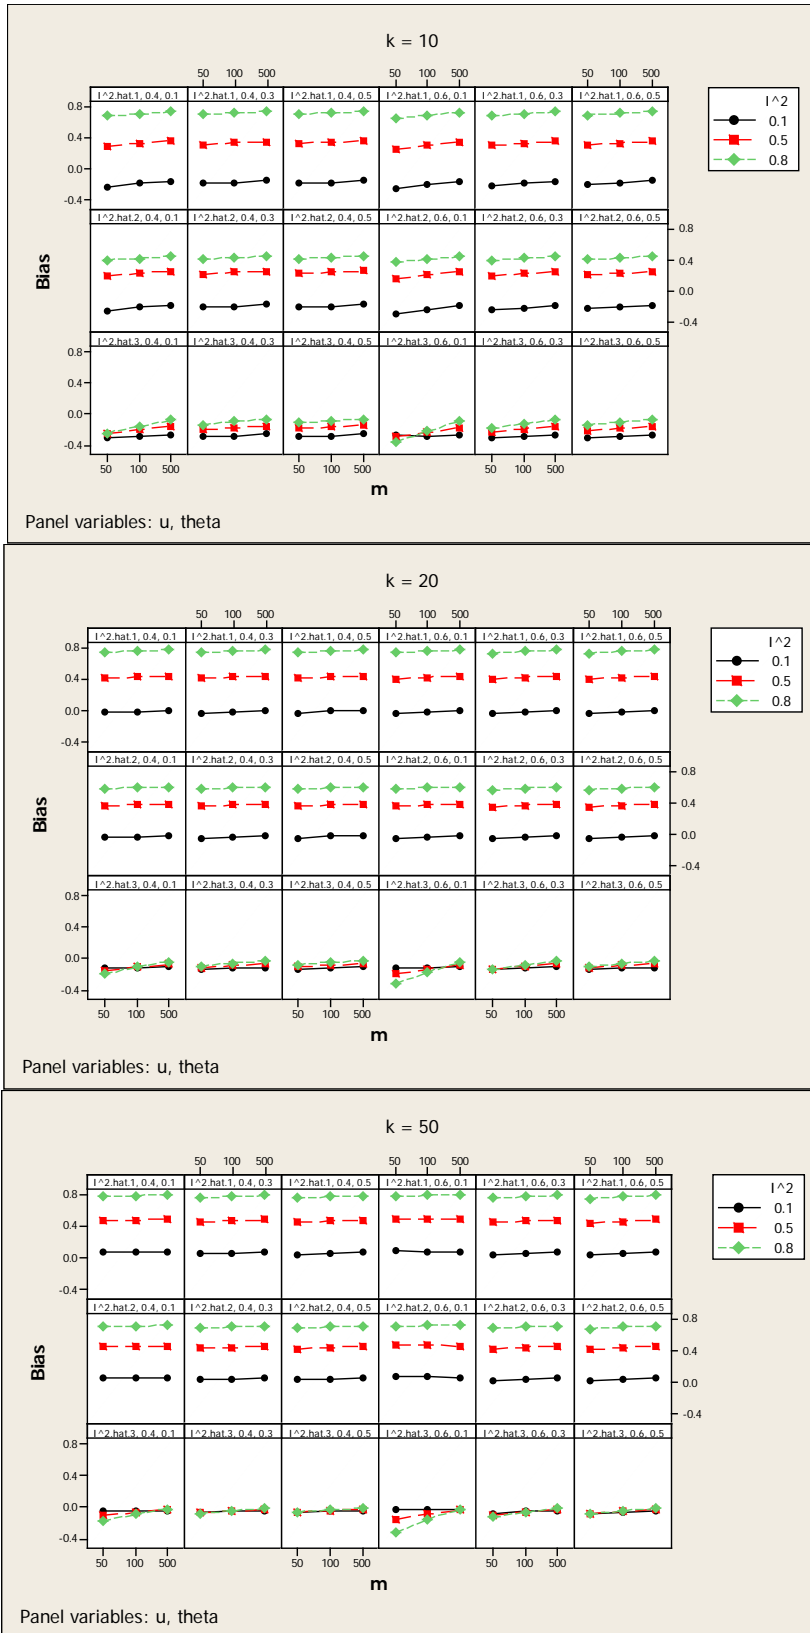 k = 10
50 100 500 50 100 500 50 100 500
I^2.hat.1, 0.4, 0.1 I^2.hat.1, 0.4, 0.3 I^2.hat.1, 0.4, 0.5 I^2.hat.1, 0.6, 0.1 I^2.hat.1, 0.6, 0.3 I^2.hat.1, 0.6, 0.5
0.8
0.4
0.0
-0.4
I^2
0.1
0.5
0.8
I^2.hat.2, 0.4, 0.1 I^2.hat.2, 0.4, 0.3 I^2.hat.2, 0.4, 0.5 I^2.hat.2, 0.6, 0.1 I^2.hat.2, 0.6, 0.3 I^2.hat.2, 0.6, 0.5
0.8
0.4
0.0
-0.4
Bias
I^2.hat.3, 0.4, 0.1 I^2.hat.3, 0.4, 0.3 I^2.hat.3, 0.4, 0.5 I^2.hat.3, 0.6, 0.1 I^2.hat.3, 0.6, 0.3 I^2.hat.3, 0.6, 0.5
0.8
0.4
0.0
-0.4
50 100 500 50 100 500 50 100 500
m
Panel variables: u, theta
k = 20
50 100 500 50 100 500 50 100 500
I^2.hat.1, 0.4, 0.1 I^2.hat.1, 0.4, 0.3 I^2.hat.1, 0.4, 0.5 I^2.hat.1, 0.6, 0.1 I^2.hat.1, 0.6, 0.3 I^2.hat.1, 0.6, 0.5
0.8
0.4
0.0
-0.4
I^2
0.1
0.5
0.8
I^2.hat.2, 0.4, 0.1 I^2.hat.2, 0.4, 0.3 I^2.hat.2, 0.4, 0.5 I^2.hat.2, 0.6, 0.1 I^2.hat.2, 0.6, 0.3 I^2.hat.2, 0.6, 0.5
0.8
0.4
0.0
-0.4
Bias
I^2.hat.3, 0.4, 0.1 I^2.hat.3, 0.4, 0.3 I^2.hat.3, 0.4, 0.5 I^2.hat.3, 0.6, 0.1 I^2.hat.3, 0.6, 0.3 I^2.hat.3, 0.6, 0.5
0.8
0.4
0.0
-0.4
50 100 500 50 100 500 50 100 500
m
Panel variables: u, theta
k = 50
50 100 500 50 100 500 50 100 500
I^2.hat.1, 0.4, 0.1 I^2.hat.1, 0.4, 0.3 I^2.hat.1, 0.4, 0.5 I^2.hat.1, 0.6, 0.1 I^2.hat.1, 0.6, 0.3 I^2.hat.1, 0.6, 0.5
0.8
0.4
0.0
-0.4
I^2
0.1
0.5
0.8
I^2.hat.2, 0.4, 0.1 I^2.hat.2, 0.4, 0.3 I^2.hat.2, 0.4, 0.5 I^2.hat.2, 0.6, 0.1 I^2.hat.2, 0.6, 0.3 I^2.hat.2, 0.6, 0.5
0.8
0.4
0.0
-0.4
Bias
I^2.hat.3, 0.4, 0.1 I^2.hat.3, 0.4, 0.3 I^2.hat.3, 0.4, 0.5 I^2.hat.3, 0.6, 0.1 I^2.hat.3, 0.6, 0.3 I^2.hat.3, 0.6, 0.5
0.8
0.4
0.0
-0.4
50 100 500 50 100 500 50 100 500
m
Panel variables: u, theta